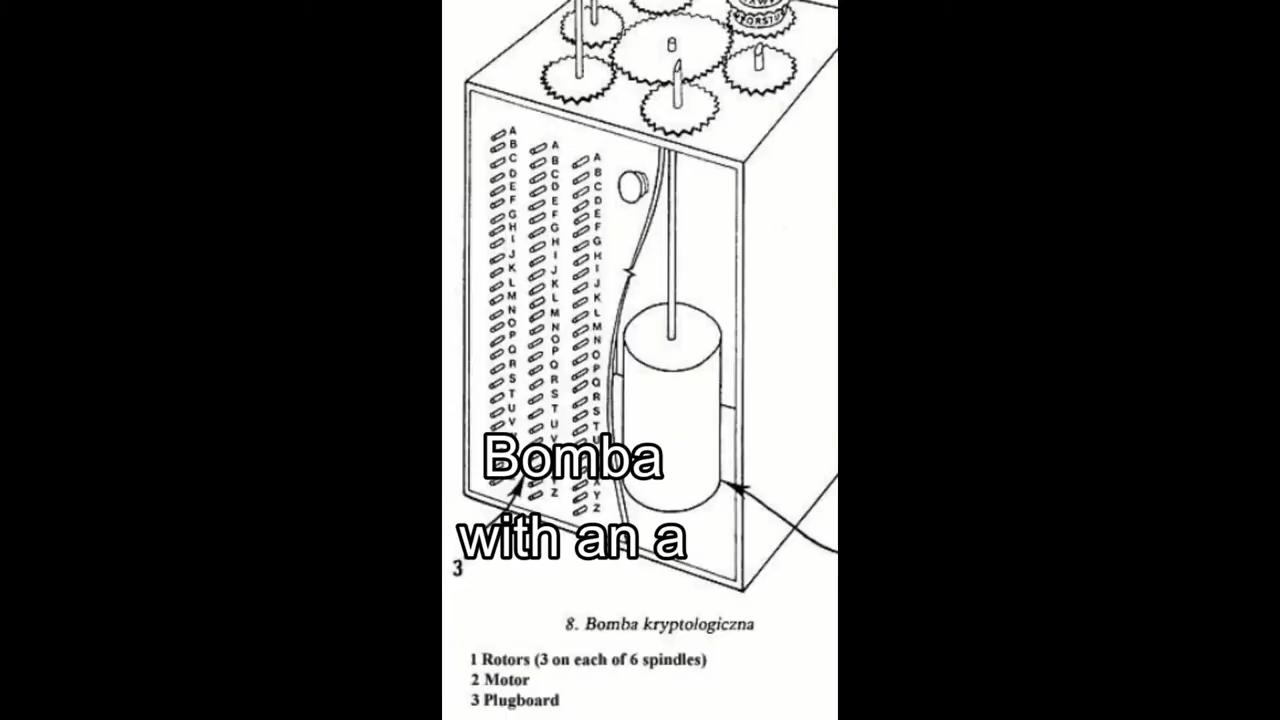 A
B
C
D
E
F
G
H
I
J
K
L
M
N
O
P
Q
R
S
T
U
V
A
B
C
D
E
F
G
H
I
J
K
L
M
N
O
P
Q
R
S
T
U
V
Z
A
B
C
D
E
F
G
H
I
J
K
L
M
N
O
P
Q
R
S
T
U
X
Y
Z
Bomba
with an a
3
8. Bomba kryptologiczna
1 Rotors (3 on each of 6 spindles)
2 Motor
3 Plugboard